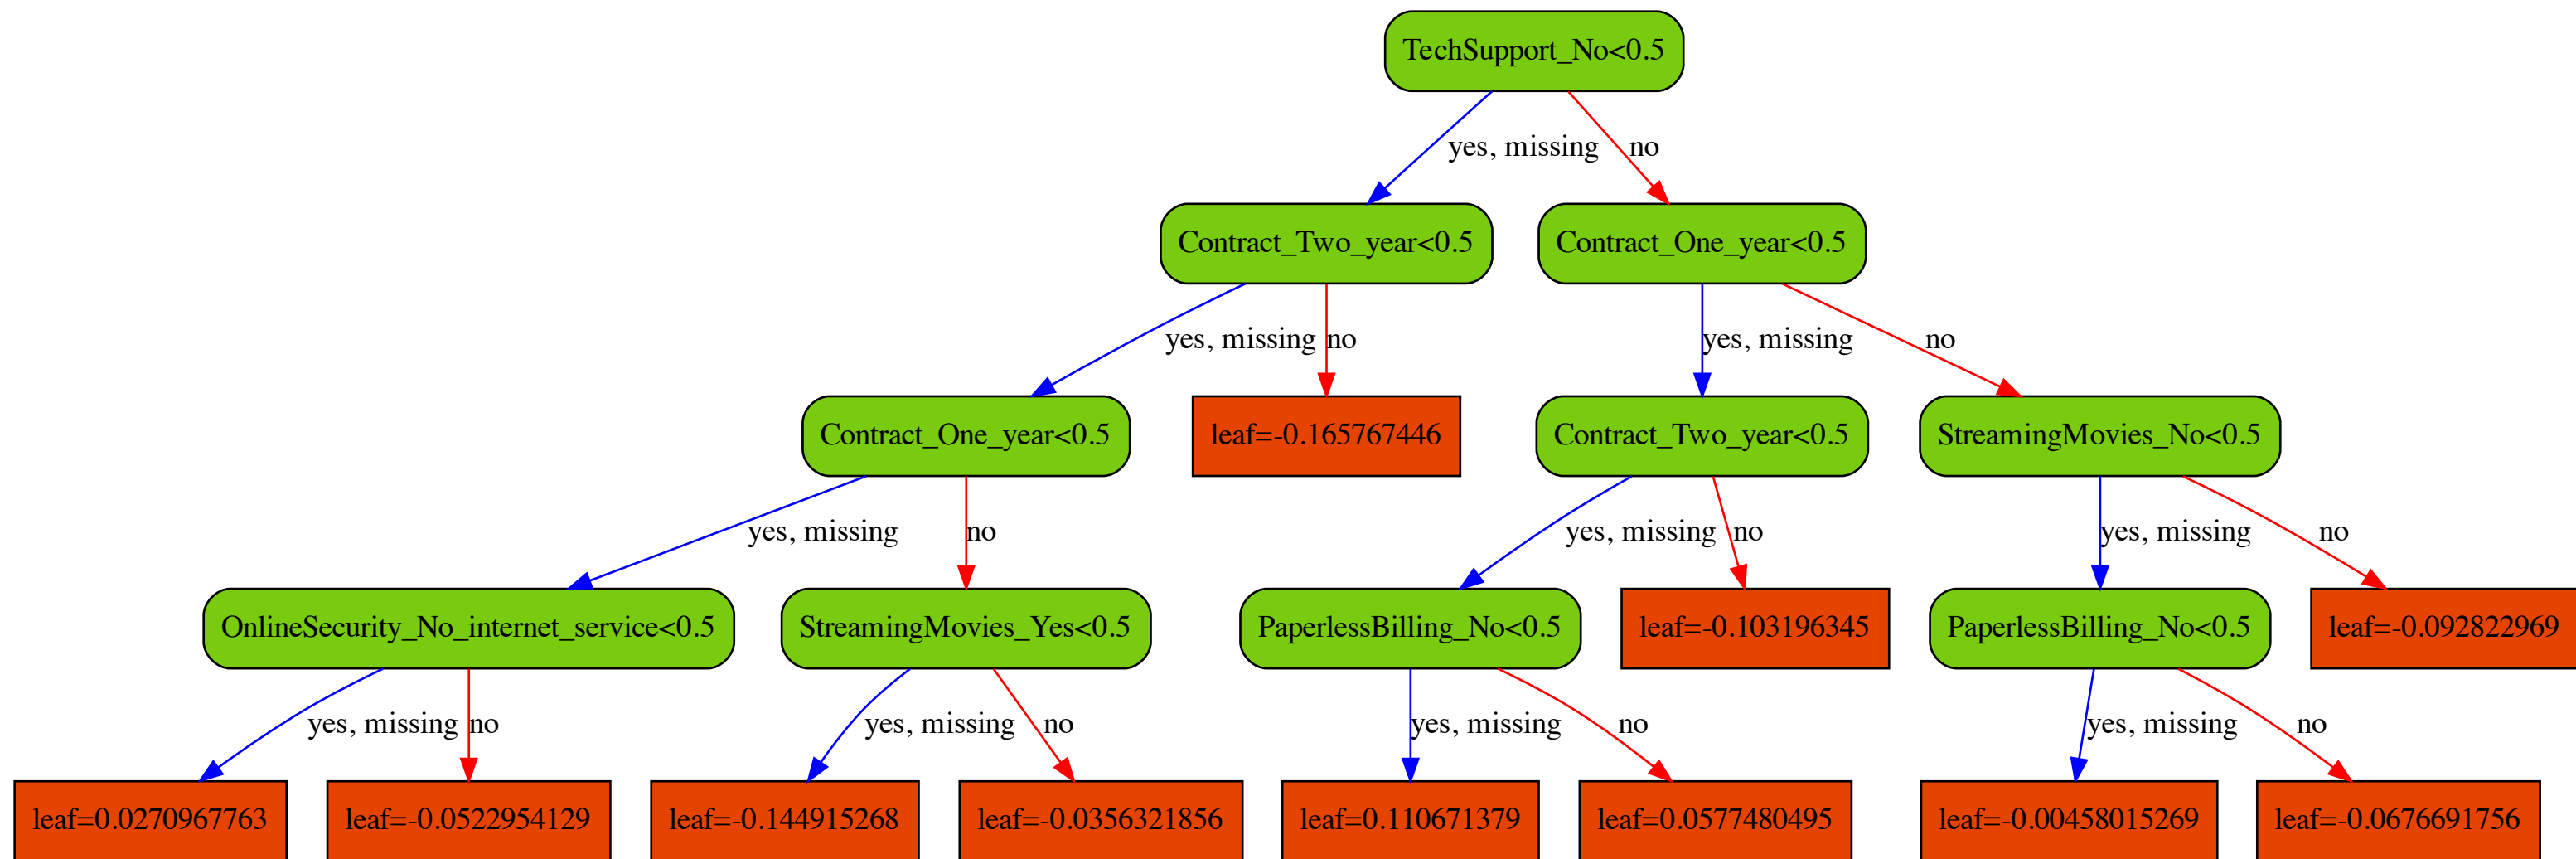 TechSupport_No<0.5
yes, missing
no
Contract_Two_year<0.5
Contract_One_year<0.5
yes, missing
no
yes, missing
no
Contract_One_year<0.5
leaf=-0.165767446
Contract_Two_year<0.5
StreamingMovies_No<0.5
yes, missing
no
yes, missing
no
yes, missing
no
OnlineSecurity_No_internet_service<0.5
StreamingMovies_Yes<0.5
PaperlessBilling_No<0.5
leaf=-0.103196345
PaperlessBilling_No<0.5
leaf=-0.092822969
yes, missing
no
yes, missing
no
yes, missing
no
yes, missing
no
leaf=0.0270967763
leaf=-0.0522954129
leaf=-0.144915268
leaf=-0.0356321856
leaf=0.110671379
leaf=0.0577480495
leaf=-0.00458015269
leaf=-0.0676691756